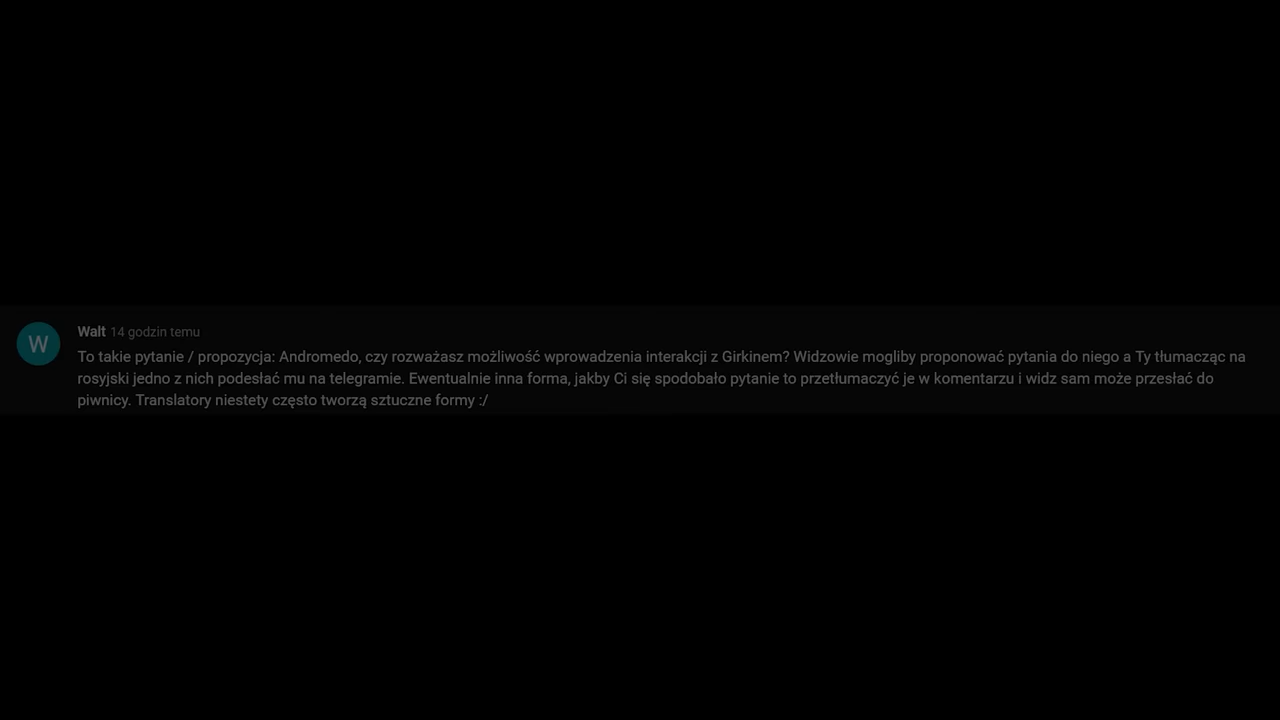 W
Walt 14 godzin temu
To takie pytanie / propozycja: Andromedo, czy rozważasz możliwość wprowadzenia interakcji z Girkinem? Widzowie mogliby proponować pytania do niego a Ty tłumacząc na
rosyjski jedno z nich podesłać mu na telegramie. Ewentualnie inna forma, jakby Ci się spodobało pytanie to przetłumaczyć je w komentarzu i widz sam może przesłać do
piwnicy. Translatory niestety często tworzą sztuczne formy :/